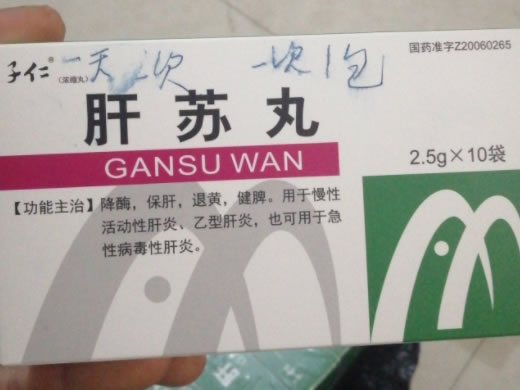 国药准字Z20060265
子仁®
(浓缩丸)
一天 次 一次1包
肝苏丸
GANSU WAN
2.5g×10袋
【功能主治】降酶,保肝,退黄,健脾。用于慢性
活动性肝炎、乙型肝炎,也可用于急
性病毒性肝炎。